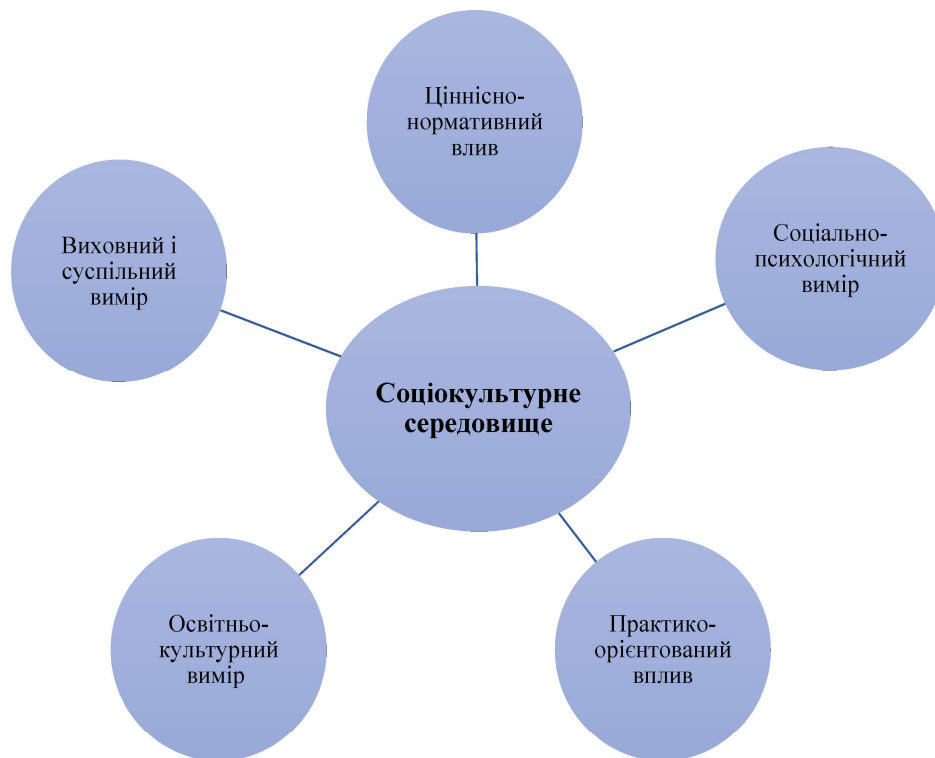 Ціннісно-
нормативний
влив
Виховний і
суспільний
вимір
Соціально-
психологічний
вимір
Соціокультурне
середовище
Освітньо-
культурний
вимір
Практико-
орієнтований
вплив